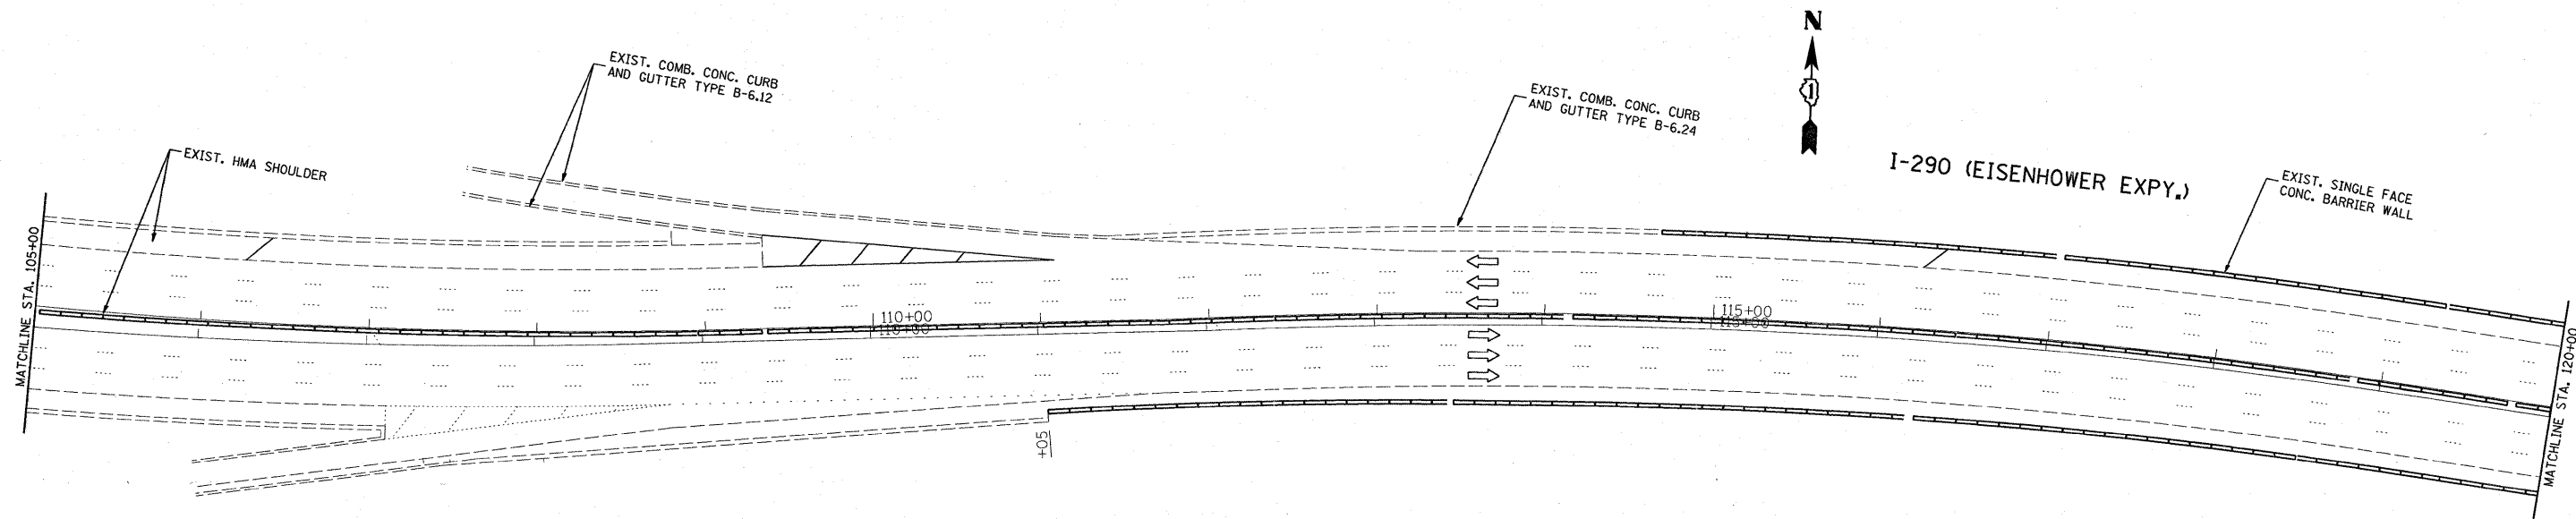 N
1
EXIST. COMB. CONC. CURB
AND GUTTER TYPE B-6.12
EXIST. COMB. CONC. CURB
AND GUTTER TYPE B-6.24
EXIST. HMA SHOULDER
I-290 (EISENHOWER EXPY.)
EXIST. SINGLE FACE
CONC. BARRIER WALL
MATCHLINE STA. 105+00
110+00
110+00
115+00
115+00
+05
MATCHLINE STA. 120+00